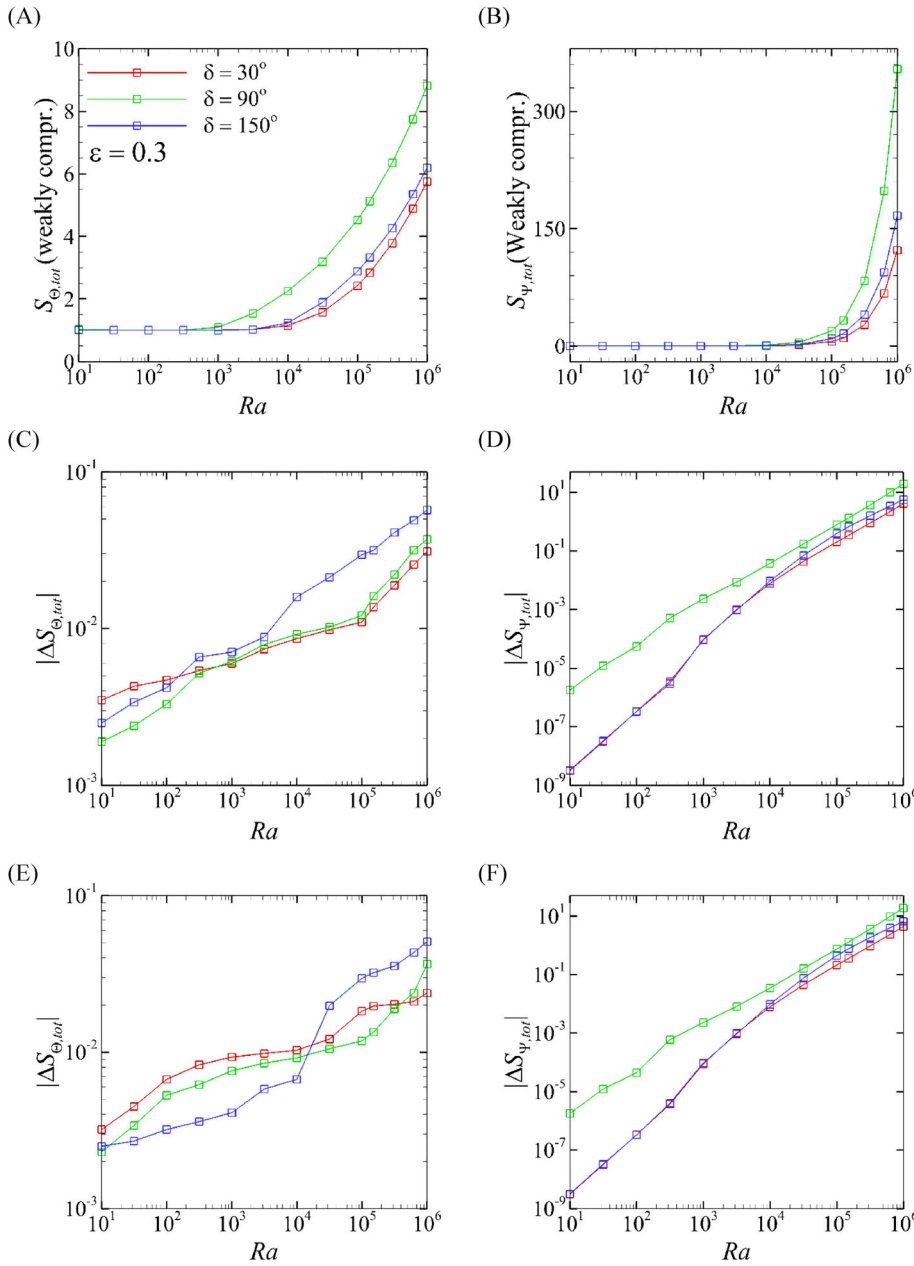 (A)
S_Θ,tot (weakly compr.)
10
8
6
4
2
0
δ = 30°
δ = 90°
δ = 150°
ε = 0.3
10^1 10^2 10^3 10^4 10^5 10^6
Ra
(B)
S_Ψ,tot (Weakly compr.)
300
150
0
10^1 10^2 10^3 10^4 10^5 10^6
Ra
(C)
|ΔS_Θ,tot|
10^-1
10^-2
10^-3
10^1 10^2 10^3 10^4 10^5 10^6
Ra
(D)
|ΔS_Ψ,tot|
10^1
10^-1
10^-3
10^-5
10^-7
10^-9
10^1 10^2 10^3 10^4 10^5 10^6
Ra
(E)
|ΔS_Θ,tot|
10^-1
10^-2
10^-3
10^1 10^2 10^3 10^4 10^5 10^6
Ra
(F)
|ΔS_Ψ,tot|
10^1
10^-1
10^-3
10^-5
10^-7
10^-9
10^1 10^2 10^3 10^4 10^5 10^6
Ra